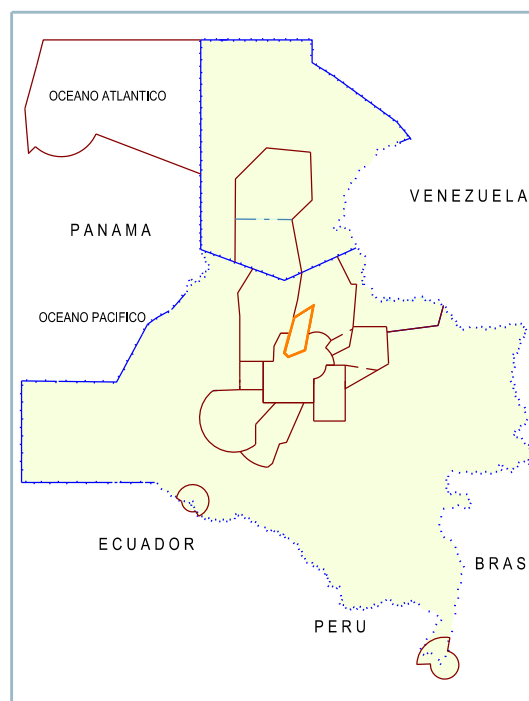 OCEANO ATLANTICO
VENEZUELA
PANAMA
OCEANO PACIFICO
ECUADOR
BRAS
PERU